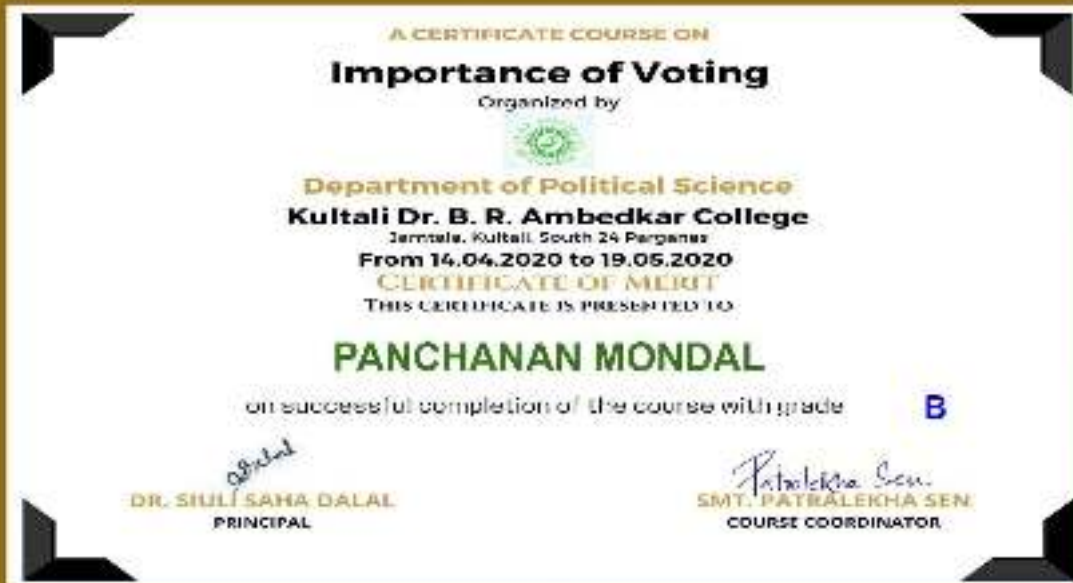 A CERTIFICATE COURSE ON
Importance of Voting
Organized by
Department of Political Science
Kultali Dr. B. R. Ambedkar College
Jamtala, Kultali, South 24 Parganas
From 14.04.2020 to 19.05.2020
CERTIFICATE OF MERIT
THIS CERTIFICATE IS PRESENTED TO
PANCHANAN MONDAL
on successful completion of the course with grade B
Patralekha Sen.
DR. SIULI SAHA DALAL
SMT. PATRALEKHA SEN
PRINCIPAL
COURSE COORDINATOR